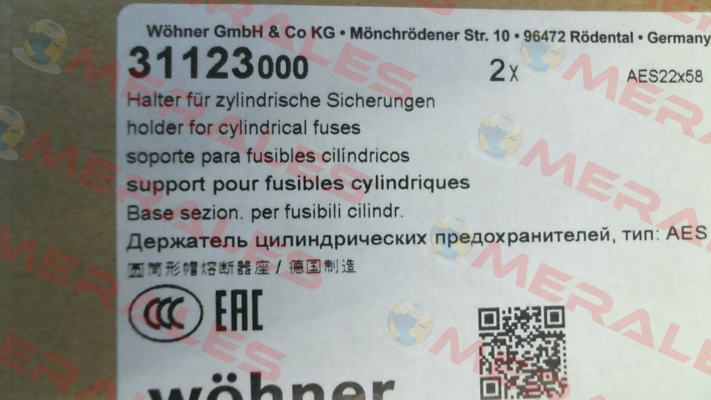 Wöhner GmbH & Co KG • Mönchrödener Str. 10 • 96472 Rödental • Germany
31123000 2x AES22x58
Halter für zylindrische Sicherungen
holder for cylindrical fuses
soporte para fusibles cilíndricos
support pour fusibles cylindriques
Base sezion. per fusibili cilindr.
Держатель цилиндрических предохранителей, тип: AES
圆筒形帽熔断器座 / 德国制造
CCC EAC
wöhner
MERALES